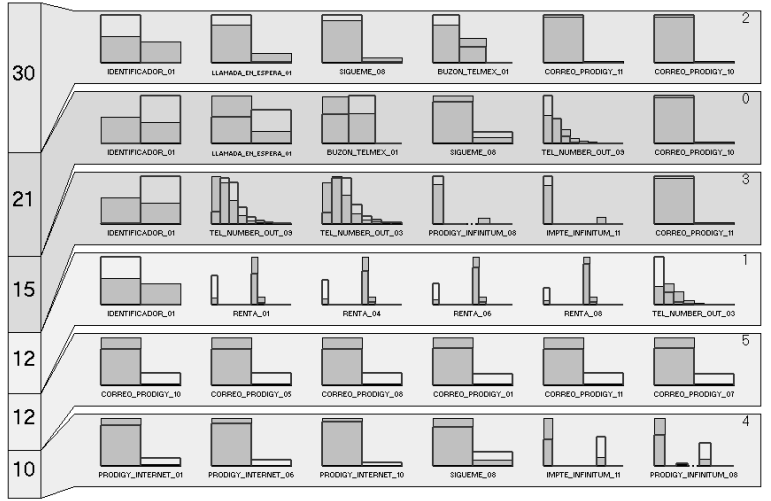 2
IDENTIFICADOR_01 LLAMADA_EN_ESPERA_01 SIGUEME_08 BUZON_TELMEX_01 CORREO_PRODIGY_11 CORREO_PRODIGY_10
30
0
IDENTIFICADOR_01 LLAMADA_EN_ESPERA_01 BUZON_TELMEX_01 SIGUEME_08 TEL_NUMBER_OUT_09 CORREO_PRODIGY_10
21
3
IDENTIFICADOR_01 TEL_NUMBER_OUT_09 TEL_NUMBER_OUT_03 PRODIGY_INFINITUM_08 IMPTE_INFINITUM_11 CORREO_PRODIGY_11
15
1
IDENTIFICADOR_01 RENTA_01 RENTA_04 RENTA_06 RENTA_08 TEL_NUMBER_OUT_03
12
5
CORREO_PRODIGY_10 CORREO_PRODIGY_05 CORREO_PRODIGY_08 CORREO_PRODIGY_01 CORREO_PRODIGY_11 CORREO_PRODIGY_07
12
4
PRODIGY_INTERNET_01 PRODIGY_INTERNET_06 PRODIGY_INTERNET_10 SIGUEME_08 IMPTE_INFINITUM_11 PRODIGY_INFINITUM_08
10